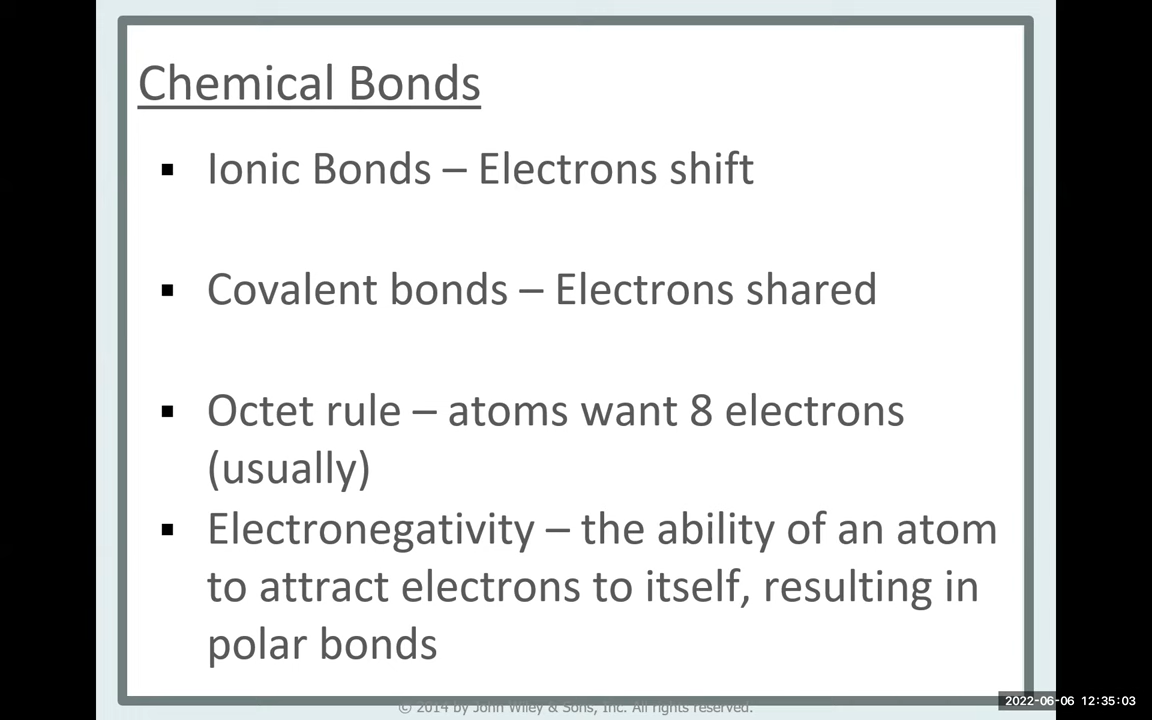 Chemical Bonds
▪ Ionic Bonds – Electrons shift
▪ Covalent bonds – Electrons shared
▪ Octet rule – atoms want 8 electrons
(usually)
▪ Electronegativity – the ability of an atom
to attract electrons to itself, resulting in
polar bonds
© 2014 by John Wiley & Sons, Inc. All rights reserved.
2022-06-06 12:35:03